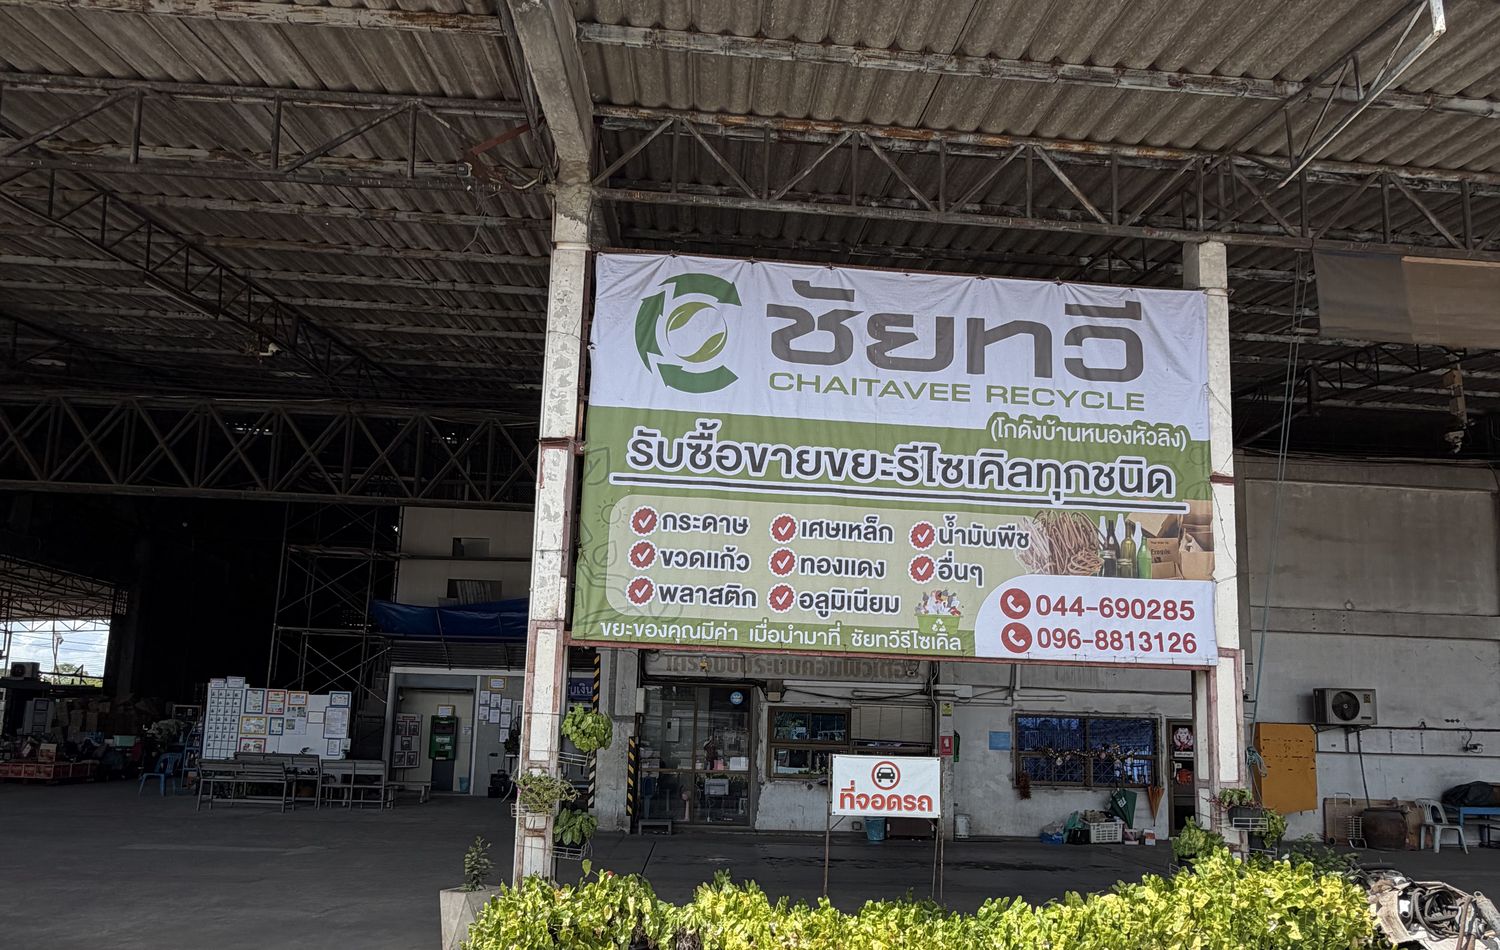 ชัยทวี
CHAITAVEE RECYCLE
(โกดังบ้านหนองหัวลิง)
รับซื้อขายขยะรีไซเคิลทุกชนิด
กระดาษ
เศษเหล็ก
น้ำมันพืช
ขวดแก้ว
ทองแดง
อื่นๆ
พลาสติก
อลูมิเนียม
044-690285
096-8813126
ขยะของคุณมีค่า เมื่อนำมาที่ ชัยทวีรีไซเคิ้ล
ที่จอดรถ